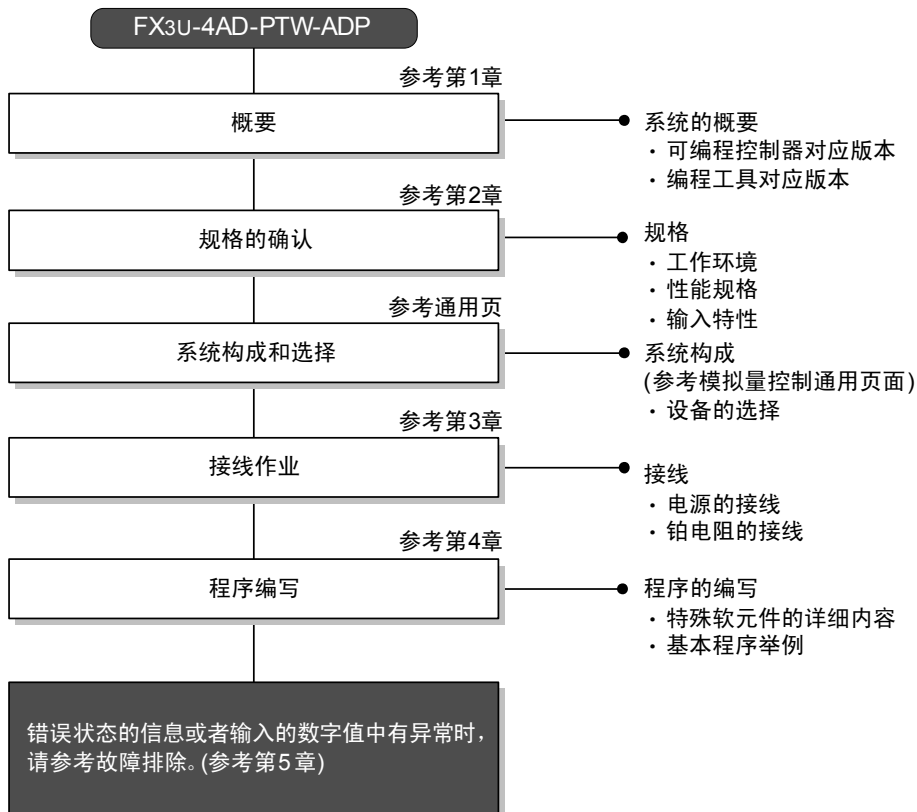 FX3U-4AD-PTW-ADP
参考第1章
概要
系统的概要
・可编程控制器对应版本
・编程工具对应版本
参考第2章
规格的确认
规格
・工作环境
・性能规格
・输入特性
参考通用页
系统构成和选择
系统构成
(参考模拟量控制通用页面)
・设备的选择
参考第3章
接线作业
接线
・电源的接线
・铂电阻的接线
参考第4章
程序编写
程序的编写
・特殊软元件的详细内容
・基本程序举例
错误状态的信息或者输入的数字值中有异常时，
请参考故障排除。(参考第5章)